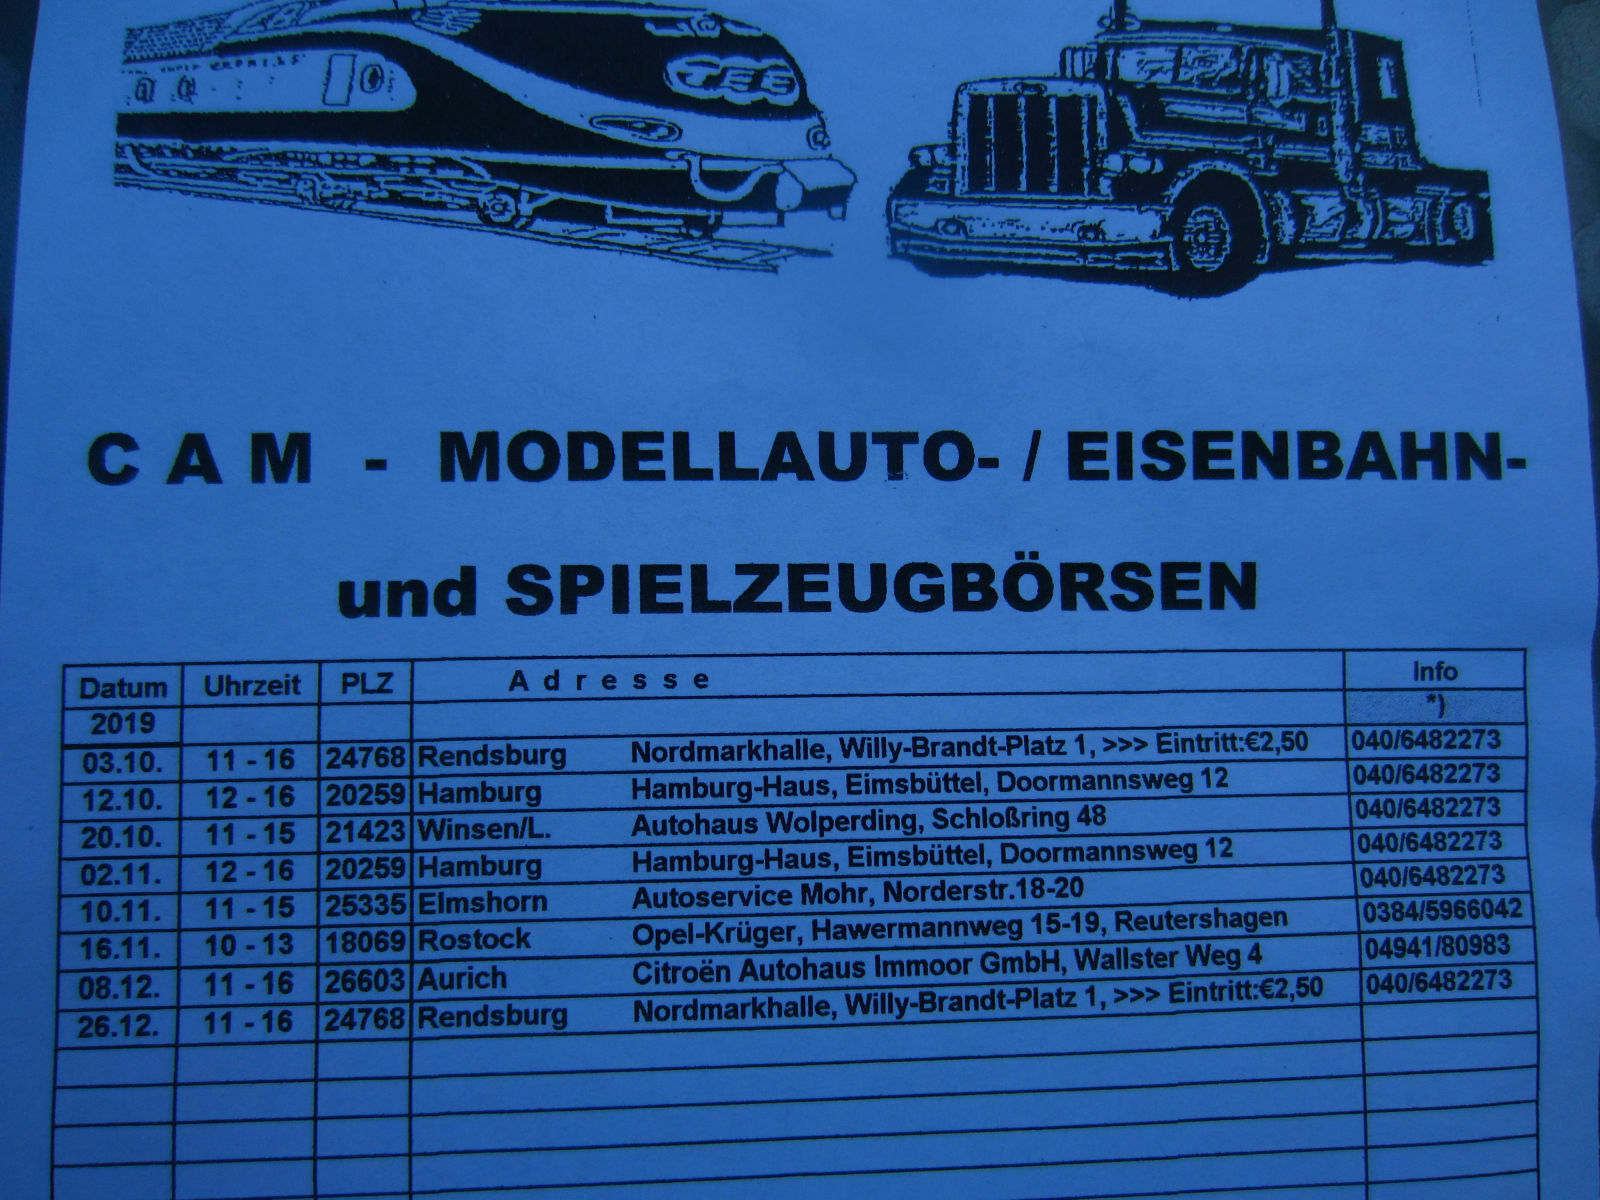 C A M - MODELLAUTO- / EISENBAHN-
und SPIELZEUGBÖRSEN
Datum Uhrzeit PLZ Adresse Info
2019 *)
03.10. 11 - 16 24768 Rendsburg Nordmarkhalle, Willy-Brandt-Platz 1, >>> Eintritt:€2,50 040/6482273
12.10. 12 - 16 20259 Hamburg Hamburg-Haus, Eimsbüttel, Doormannsweg 12 040/6482273
20.10. 11 - 15 21423 Winsen/L. Autohaus Wolperding, Schloßring 48 040/6482273
02.11. 12 - 16 20259 Hamburg Hamburg-Haus, Eimsbüttel, Doormannsweg 12 040/6482273
10.11. 11 - 15 25335 Elmshorn Autoservice Mohr, Norderstr.18-20 040/6482273
16.11. 10 - 13 18069 Rostock Opel-Krüger, Hawermannweg 15-19, Reutershagen 0384/5966042
08.12. 11 - 16 26603 Aurich Citroën Autohaus Immoor GmbH, Wallster Weg 4 04941/80983
26.12. 11 - 16 24768 Rendsburg Nordmarkhalle, Willy-Brandt-Platz 1, >>> Eintritt:€2,50 040/6482273